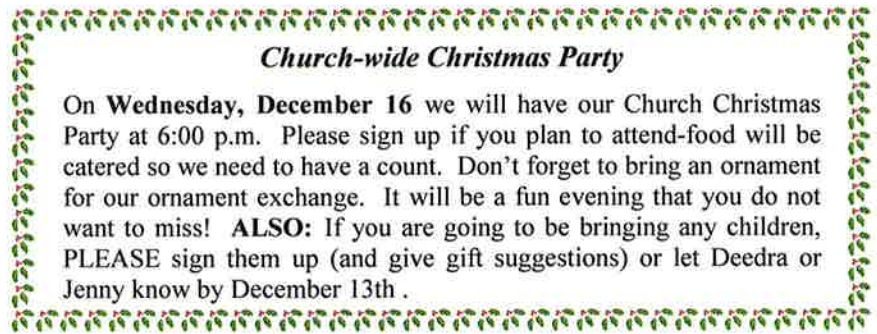 Church-wide Christmas Party
On Wednesday, December 16 we will have our Church Christmas
Party at 6:00 p.m.  Please sign up if you plan to attend-food will be
catered so we need to have a count.  Don't forget to bring an ornament
for our ornament exchange.  It will be a fun evening that you do not
want to miss!  ALSO: If you are going to be bringing any children,
PLEASE sign them up (and give gift suggestions) or let Deedra or
Jenny know by December 13th .